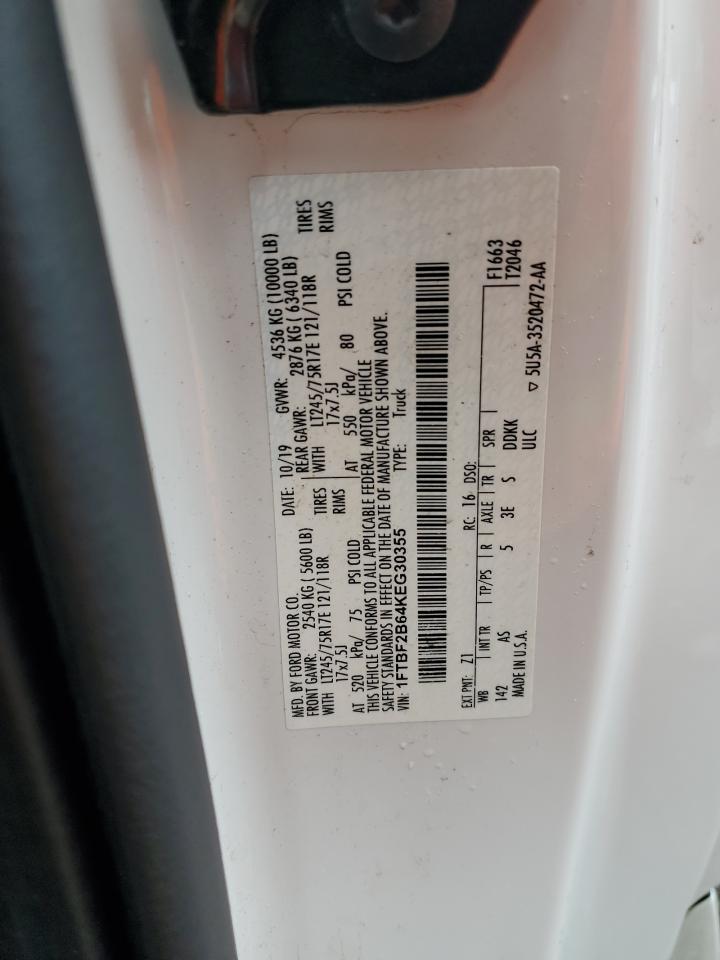 MFD. BY FORD MOTOR CO.
DATE: 10/19 GVWR: 4536 KG (10000 LB)
FRONT GAWR: 2540 KG ( 5600 LB)
REAR GAWR: 2876 KG ( 6340 LB)
WITH LT245/75R17E 121/118R TIRES
WITH LT245/75R17E 121/118R TIRES
17x7.5J RIMS
17x7.5J RIMS
AT 520 kPa/ 75 PSI COLD
AT 550 kPa/ 80 PSI COLD
THIS VEHICLE CONFORMS TO ALL APPLICABLE FEDERAL MOTOR VEHICLE
SAFETY STANDARDS IN EFFECT ON THE DATE OF MANUFACTURE SHOWN ABOVE.
VIN: 1FTBF2B64KEG30355
TYPE: Truck
EXT PNT: Z1 RC: 16 DSO:
WB INT TR TP/PS R AXLE TR SPR
142 AS 5 3E S DDKK
F1663
T2046
MADE IN U.S.A. ULC
▽ 5U5A-3520472-AA